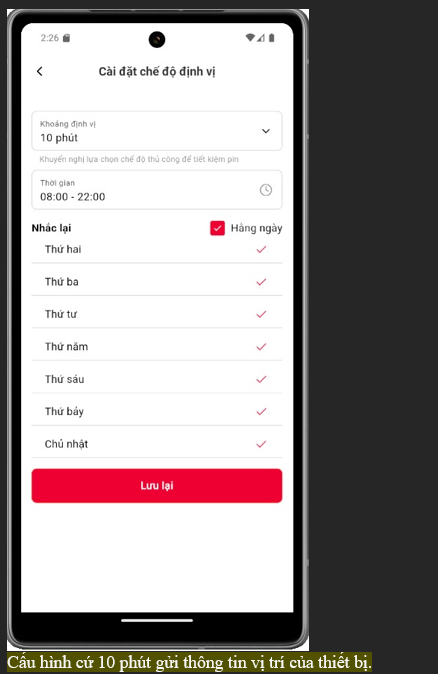 2:26
Cài đặt chế độ định vị
Khoảng định vị
10 phút
Khuyến nghị lựa chọn chế độ thủ công để tiết kiệm pin
Thời gian
08:00 - 22:00
Nhắc lại
Hằng ngày
Thứ hai
Thứ ba
Thứ tư
Thứ năm
Thứ sáu
Thứ bảy
Chủ nhật
Lưu lại
Cấu hình cứ 10 phút gửi thông tin vị trí của thiết bị.